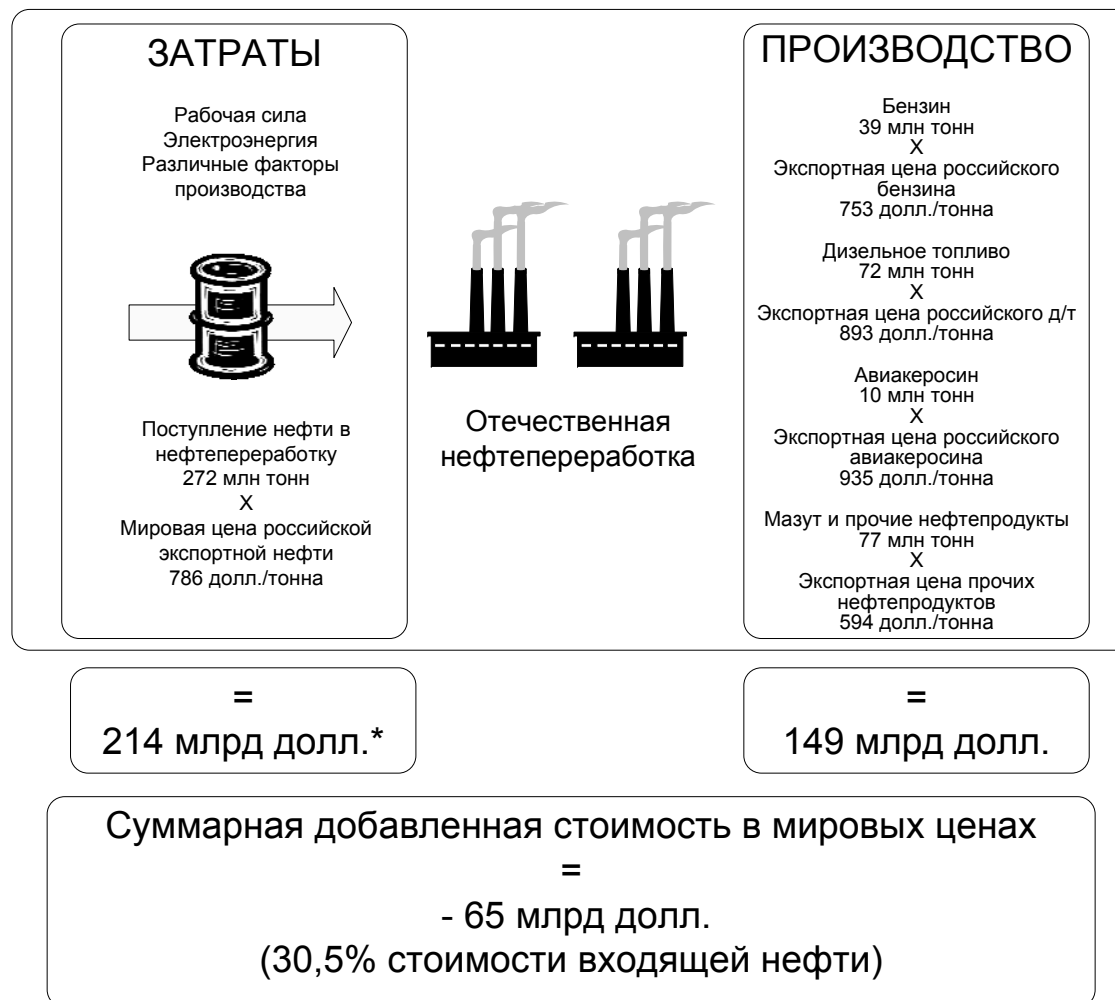 ЗАТРАТЫ
Рабочая сила
Электроэнергия
Различные факторы
производства
Поступление нефти в
нефтепереработку
272 млн тонн
X
Мировая цена российской
экспортной нефти
786 долл./тонна
Отечественная
нефтепереработка
ПРОИЗВОДСТВО
Бензин
39 млн тонн
X
Экспортная цена российского
бензина
753 долл./тонна
Дизельное топливо
72 млн тонн
X
Экспортная цена российского д/т
893 долл./тонна
Авиакеросин
10 млн тонн
X
Экспортная цена российского
авиакеросина
935 долл./тонна
Мазут и прочие нефтепродукты
77 млн тонн
X
Экспортная цена прочих
нефтепродуктов
594 долл./тонна
=
214 млрд долл.*
=
149 млрд долл.
Суммарная добавленная стоимость в мировых ценах
=
- 65 млрд долл.
(30,5% стоимости входящей нефти)